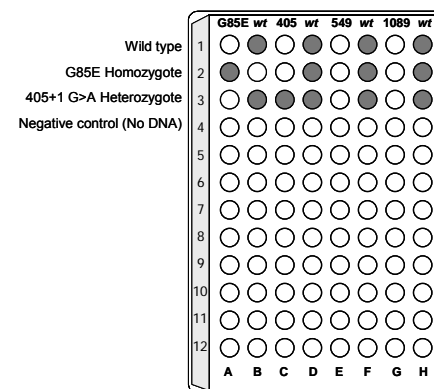 G85E wt 405 wt 549 wt 1089 wt
Wild type 1
G85E Homozygote 2
405+1 G>A Heterozygote 3
Negative control (No DNA) 4
5
6
7
8
9
10
11
12
A B C D E F G H